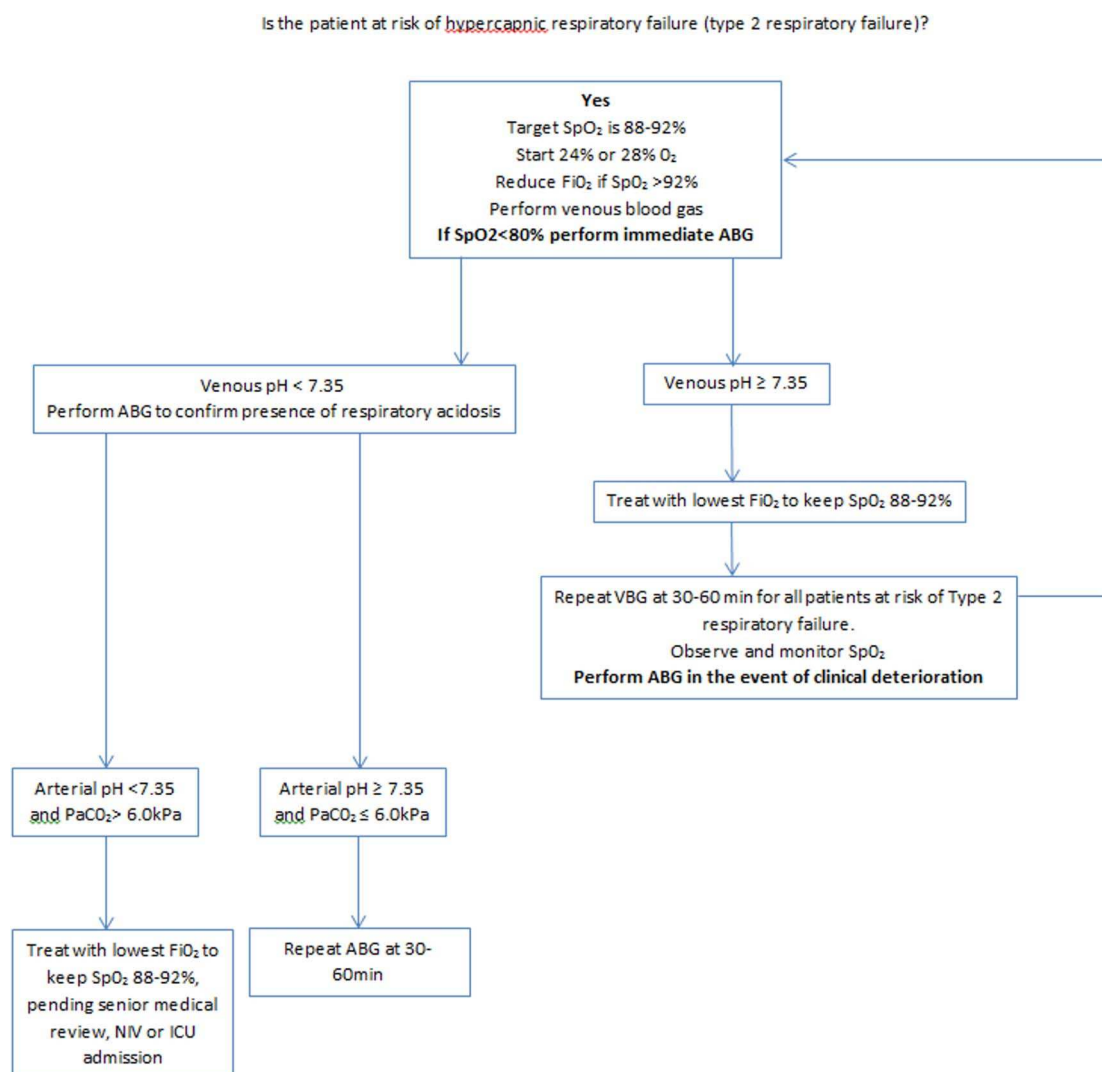 Is the patient at risk of hypercapnic respiratory failure (type 2 respiratory failure)?
Yes
Target SpO₂ is 88-92%
Start 24% or 28% 0₂
Reduce FiO₂ if SpO₂ >92%
Perform venous blood gas
If SpO2<80% perform immediate ABG
Venous pH < 7.35
Perform ABG to confirm presence of respiratory acidosis
Venous pH ≥ 7.35
Treat with lowest FiO₂ to keep SpO₂ 88-92%
Repeat VBG at 30-60 min for all patients at risk of Type 2
respiratory failure.
Observe and monitor SpO₂
Perform ABG in the event of clinical deterioration
Arterial pH <7.35
and PaCO₂> 6.0kPa
Arterial pH ≥ 7.35
and PaCO₂ ≤ 6.0kPa
Treat with lowest FiO₂ to
keep SpO₂ 88-92%,
pending senior medical
review, NIV or ICU
admission
Repeat ABG at 30-
60min